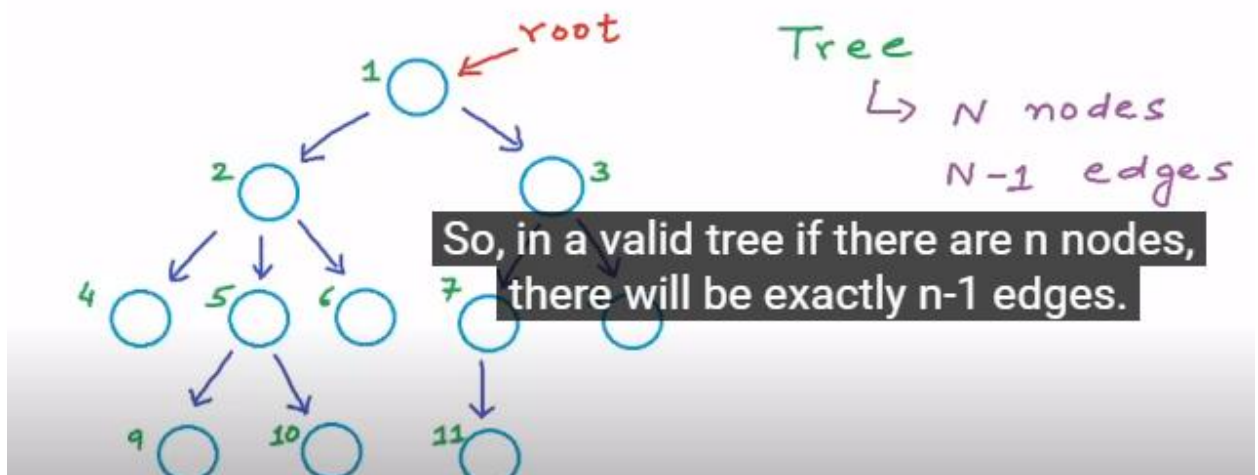 root
Tree
1
↳ N nodes
N-1 edges
2
3
So, in a valid tree if there are n nodes,
there will be exactly n-1 edges.
4
5
6
7
9
10
11